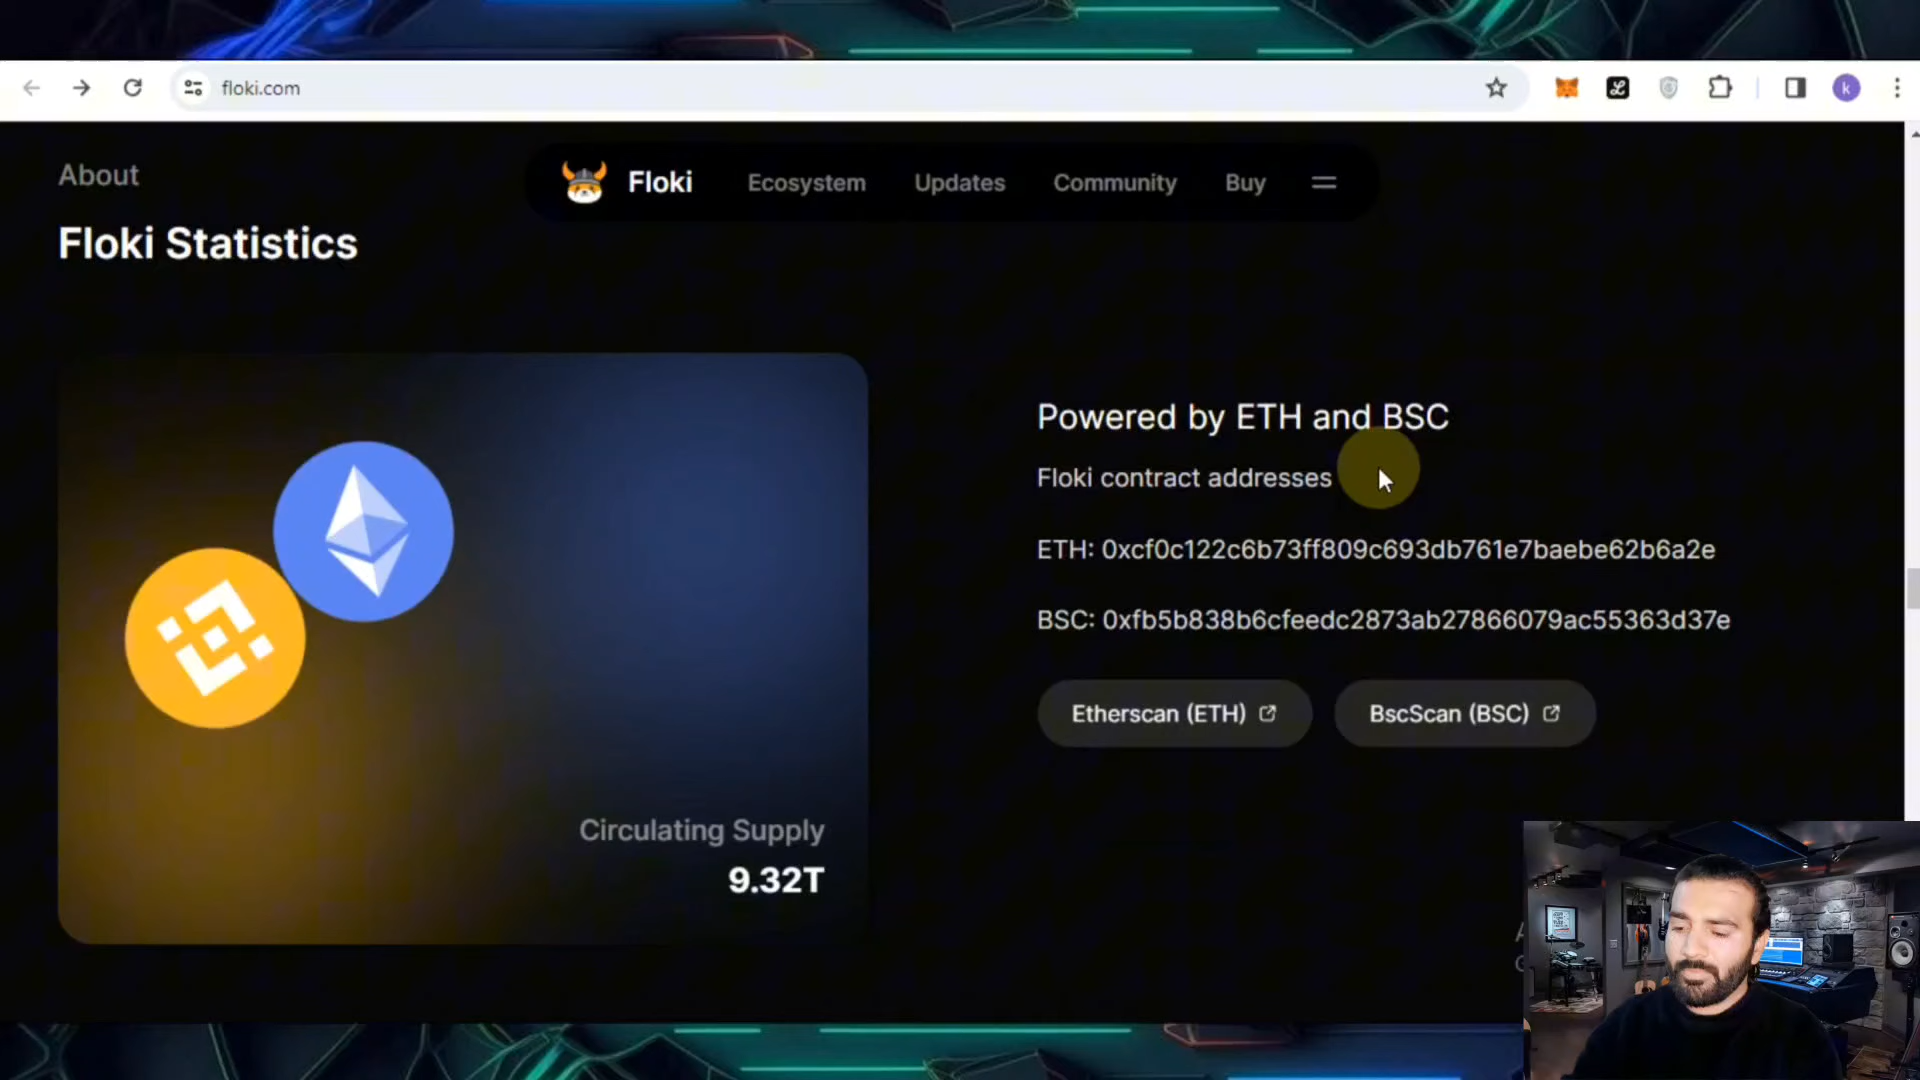 floki.com
k
About
Floki
Ecosystem
Updates
Community
Buy
Floki Statistics
Powered by ETH and BSC
Floki contract addresses
ETH: 0xcf0c122c6b73ff809c693db761e7baebe62b6a2e
BSC: 0xfb5b838b6cfeedc2873ab27866079ac55363d37e
Etherscan (ETH)
BscScan (BSC)
Circulating Supply
9.32T